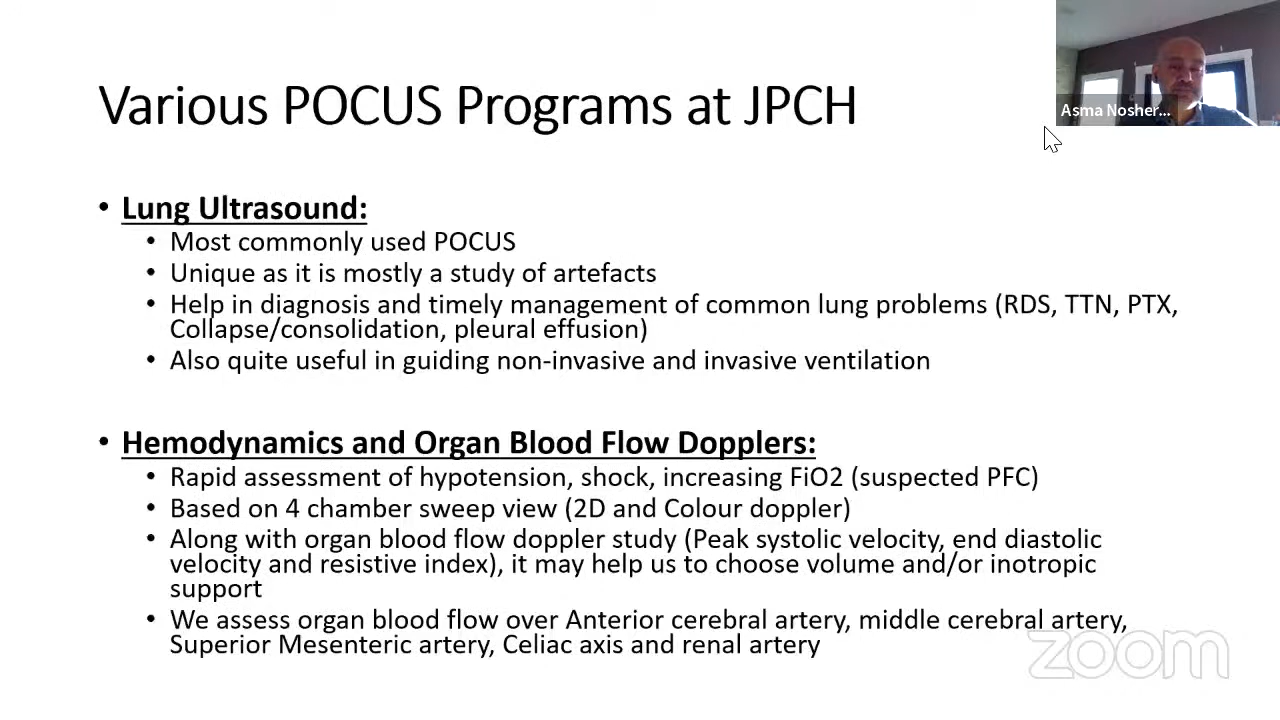 Various POCUS Programs at JPCH
Asma Nosher...
• Lung Ultrasound:
• Most commonly used POCUS
• Unique as it is mostly a study of artefacts
• Help in diagnosis and timely management of common lung problems (RDS, TTN, PTX,
Collapse/consolidation, pleural effusion)
• Also quite useful in guiding non-invasive and invasive ventilation
• Hemodynamics and Organ Blood Flow Dopplers:
• Rapid assessment of hypotension, shock, increasing FiO2 (suspected PFC)
• Based on 4 chamber sweep view (2D and Colour doppler)
• Along with organ blood flow doppler study (Peak systolic velocity, end diastolic
velocity and resistive index), it may help us to choose volume and/or inotropic
support
• We assess organ blood flow over Anterior cerebral artery, middle cerebral artery,
Superior Mesenteric artery, Celiac axis and renal artery
zoom